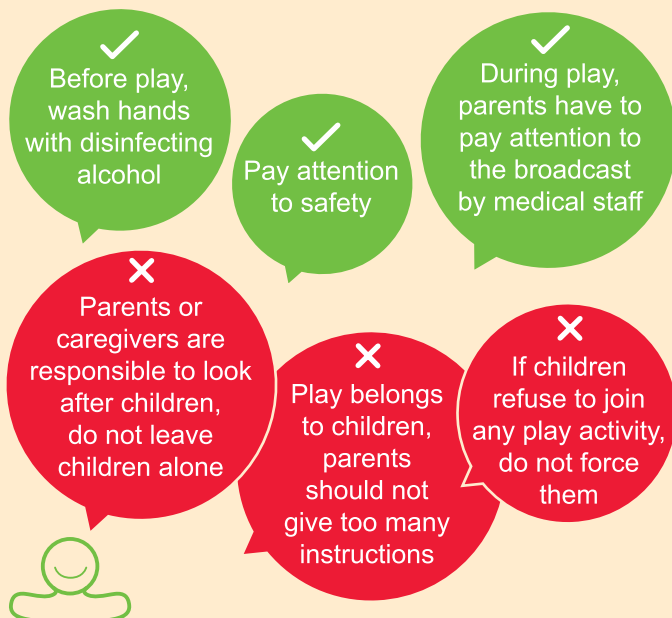 Before play,
wash hands
with disinfecting
alcohol
Pay attention
to safety
During play,
parents have to
pay attention to
the broadcast
by medical staff
Parents or
caregivers are
responsible to look
after children,
do not leave
children alone
Play belongs
to children,
parents
should not
give too many
instructions
If children
refuse to join
any play activity,
do not force
them